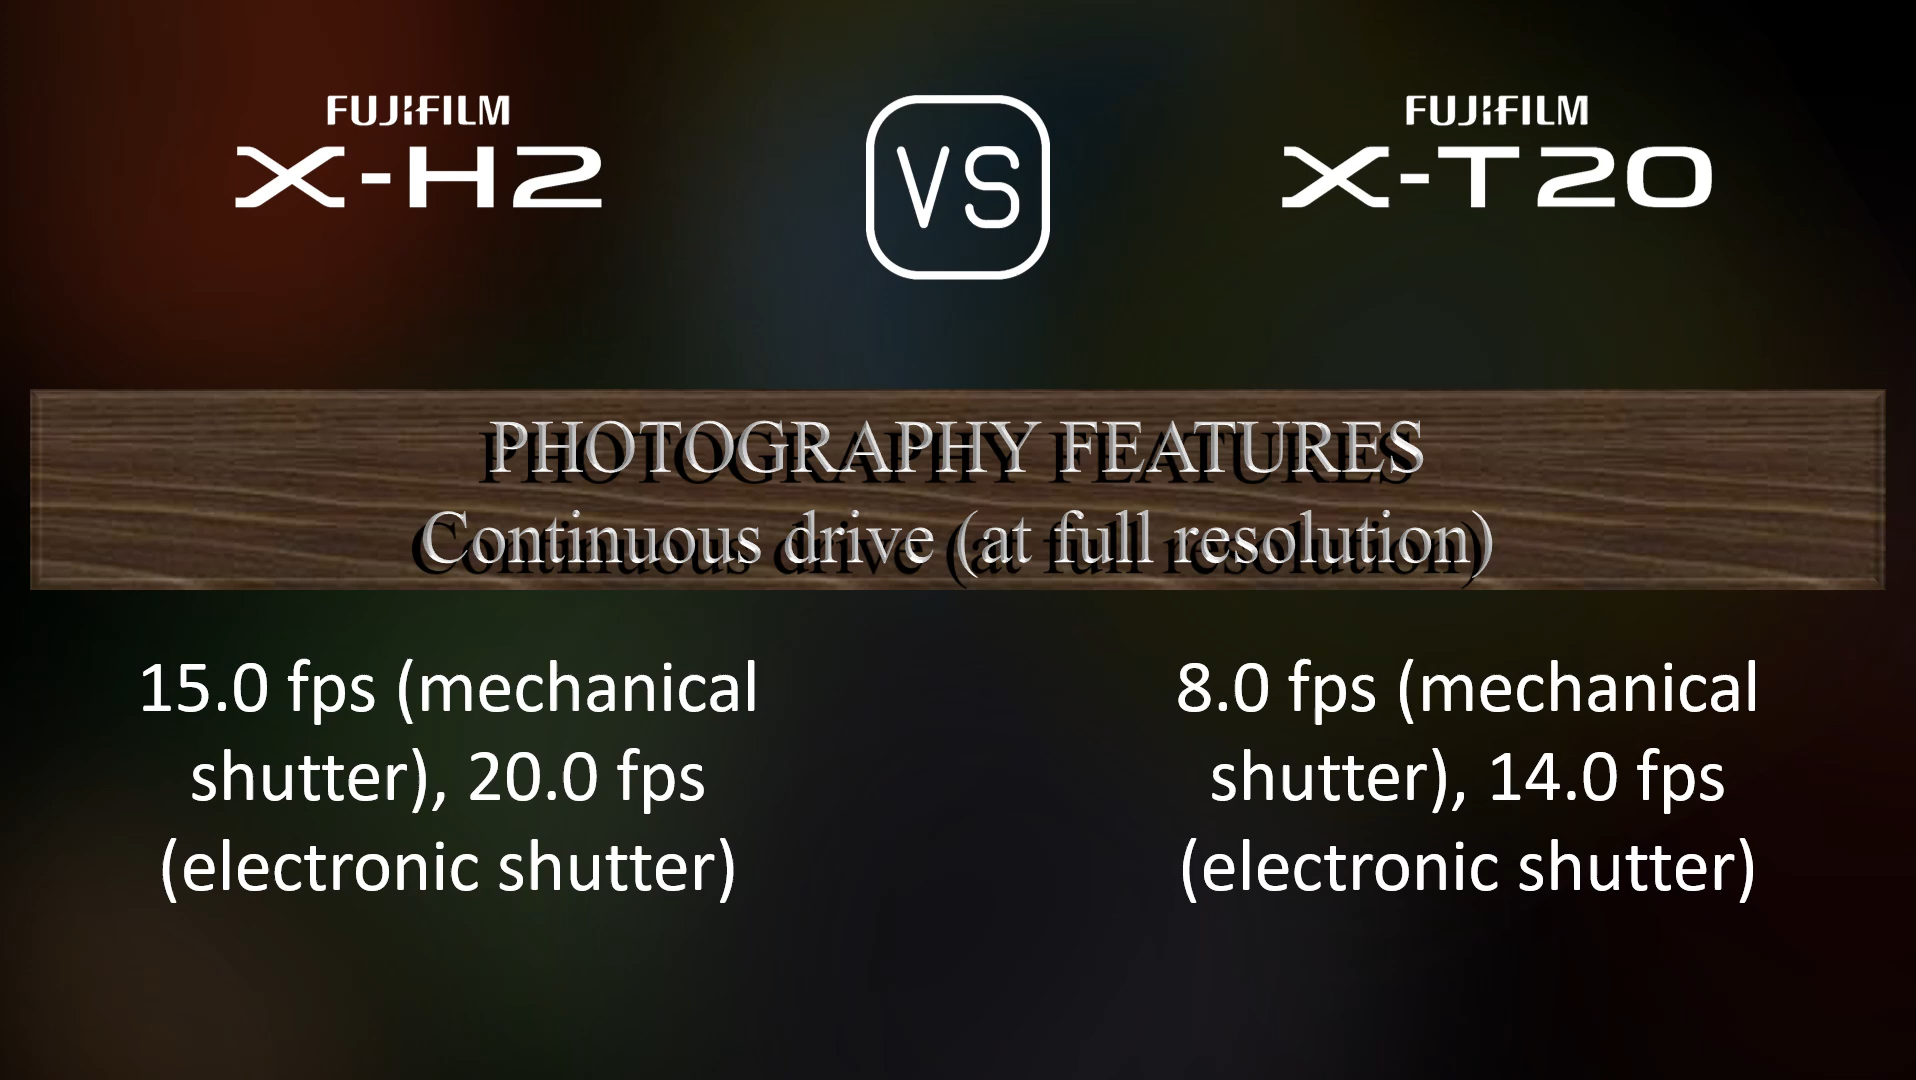 FUJIFILM
X-H2
VS
FUJIFILM
X-T20
PHOTOGRAPHY FEATURES
Continuous drive (at full resolution)
15.0 fps (mechanical
shutter), 20.0 fps
(electronic shutter)
8.0 fps (mechanical
shutter), 14.0 fps
(electronic shutter)